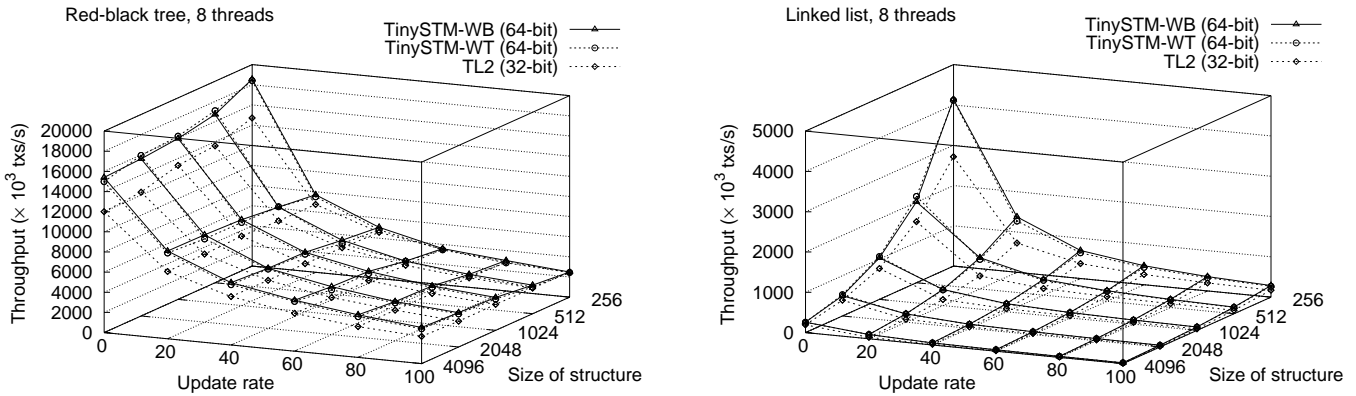 Red-black tree, 8 threads
TinySTM-WB (64-bit)
TinySTM-WT (64-bit)
TL2 (32-bit)
Throughput (× 10³ txs/s)
20000
18000
16000
14000
12000
10000
8000
6000
4000
2000
0
0
20
40
60
80
100
Update rate
4096
2048
1024
512
256
Size of structure
Linked list, 8 threads
TinySTM-WB (64-bit)
TinySTM-WT (64-bit)
TL2 (32-bit)
Throughput (× 10³ txs/s)
5000
4000
3000
2000
1000
0
0
20
40
60
80
100
Update rate
4096
2048
1024
512
256
Size of structure